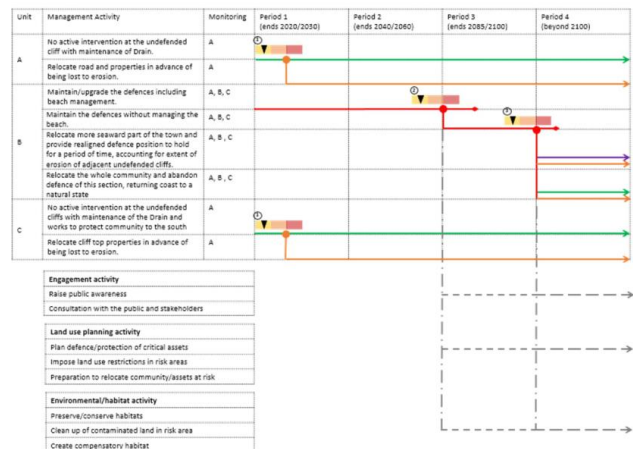 Unit Management Activity Monitoring Period 1 Period 2 Period 3 Period 4
(ends 2020/2030) (ends 2040/2060) (ends 2085/2100) (beyond 2100)
A
No active intervention at the undefended
cliff with maintenance of Drain.
A
1
Relocate road and properties in advance of
being lost to erosion.
A
B
Maintain/upgrade the defences including
beach management.
A, B, C
2
Maintain the defences without managing the
beach.
A, B, C
3
Relocate more seaward part of the town and
provide realigned defence position to hold
for a period of time, accounting for extent of
erosion of adjacent undefended cliffs.
A, B , C
Relocate the whole community and abandon
defence of this section, returning coast to a
natural state
A, B , C
C
No active intervention at the undefended
cliffs with maintenance of the Drain and
works to protect community to the south
A
1
Relocate cliff top properties in advance of
being lost to erosion.
A
Engagement activity
Raise public awareness
Consultation with the public and stakeholders
Land use planning activity
Plan defence/protection of critical assets
Impose land use restrictions in risk areas
Preparation to relocate community/assets at risk
Environmental/habitat activity
Preserve/conserve habitats
Clean up of contaminated land in risk area
Create compensatory habitat